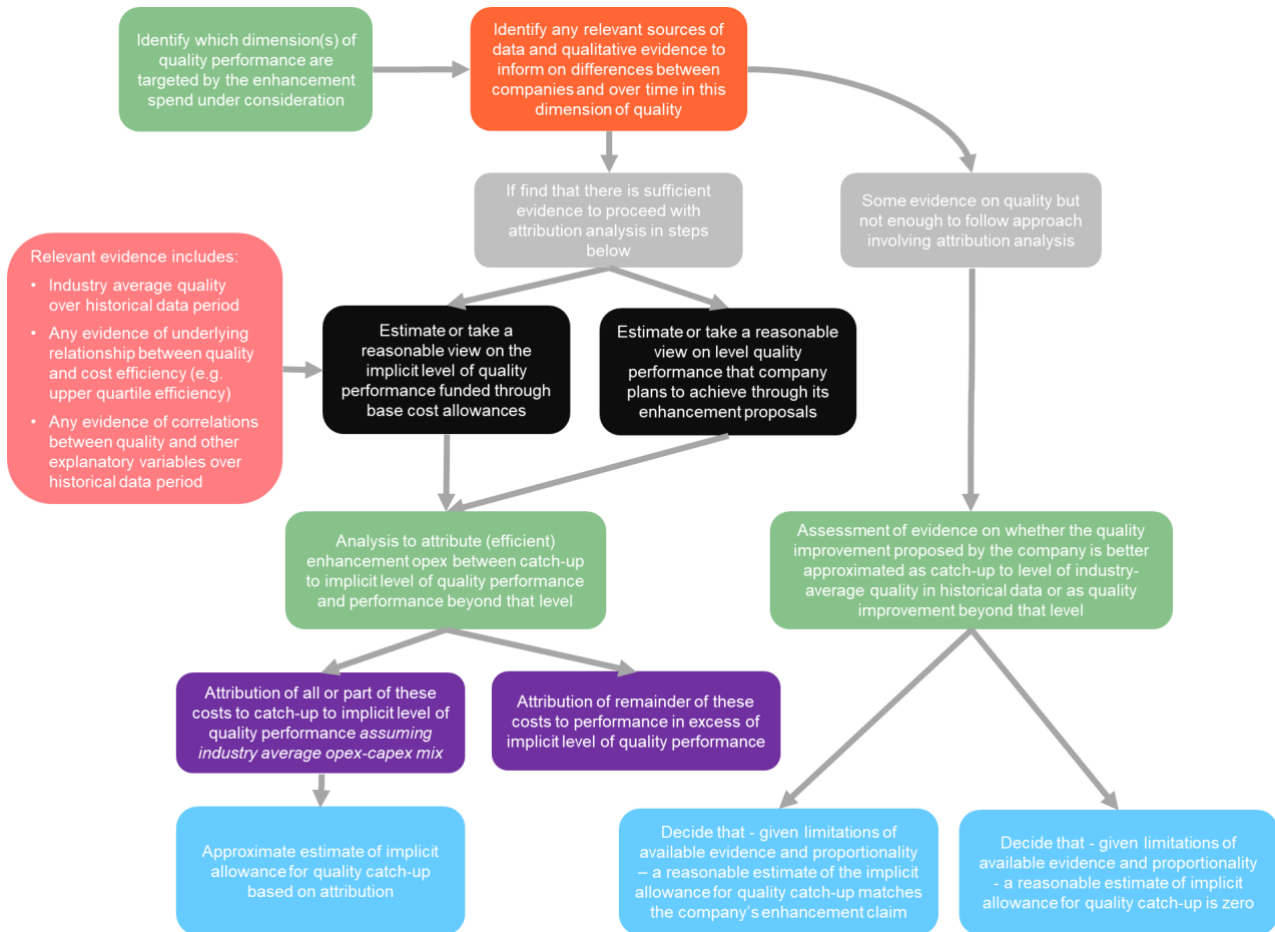 Identify which dimension(s) of
quality performance are
targeted by the enhancement
spend under consideration
Identify any relevant sources of
data and qualitative evidence to
inform on differences between
companies and over time in this
dimension of quality
If find that there is sufficient
evidence to proceed with
attribution analysis in steps
below
Some evidence on quality but
not enough to follow approach
involving attribution analysis
Relevant evidence includes:
• Industry average quality
over historical data period
• Any evidence of underlying
relationship between quality
and cost efficiency (e.g.
upper quartile efficiency)
• Any evidence of correlations
between quality and other
explanatory variables over
historical data period
Estimate or take a
reasonable view on the
implicit level of quality
performance funded through
base cost allowances
Estimate or take a reasonable
view on level quality
performance that company
plans to achieve through its
enhancement proposals
Analysis to attribute (efficient)
enhancement opex between catch-up
to implicit level of quality performance
and performance beyond that level
Assessment of evidence on whether the quality
improvement proposed by the company is better
approximated as catch-up to level of industry-
average quality in historical data or as quality
improvement beyond that level
Attribution of all or part of these
costs to catch-up to implicit level of
quality performance assuming
industry average opex-capex mix
Attribution of remainder of these
costs to performance in excess of
implicit level of quality performance
Approximate estimate of implicit
allowance for quality catch-up
based on attribution
Decide that - given limitations of
available evidence and proportionality
– a reasonable estimate of the implicit
allowance for quality catch-up matches
the company's enhancement claim
Decide that - given limitations of
available evidence and proportionality
- a reasonable estimate of implicit
allowance for quality catch-up is zero